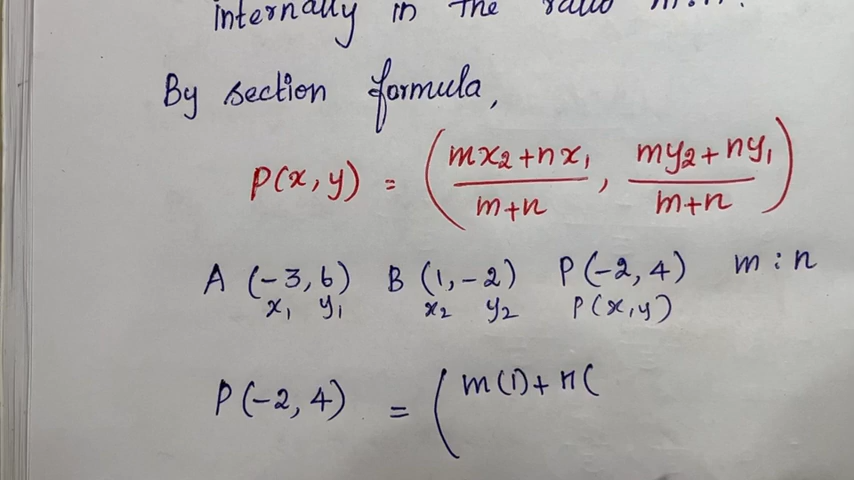 internally in the ratio m:n.
By section formula,
P(x, y) = (mx₂+nx₁/m+n, my₂+ny₁/m+n)
A (-3, 6) B (1, -2) P(-2, 4) m : n
x₁ y₁ x₂ y₂ P(x, y)
P(-2, 4) = (m(1)+n(